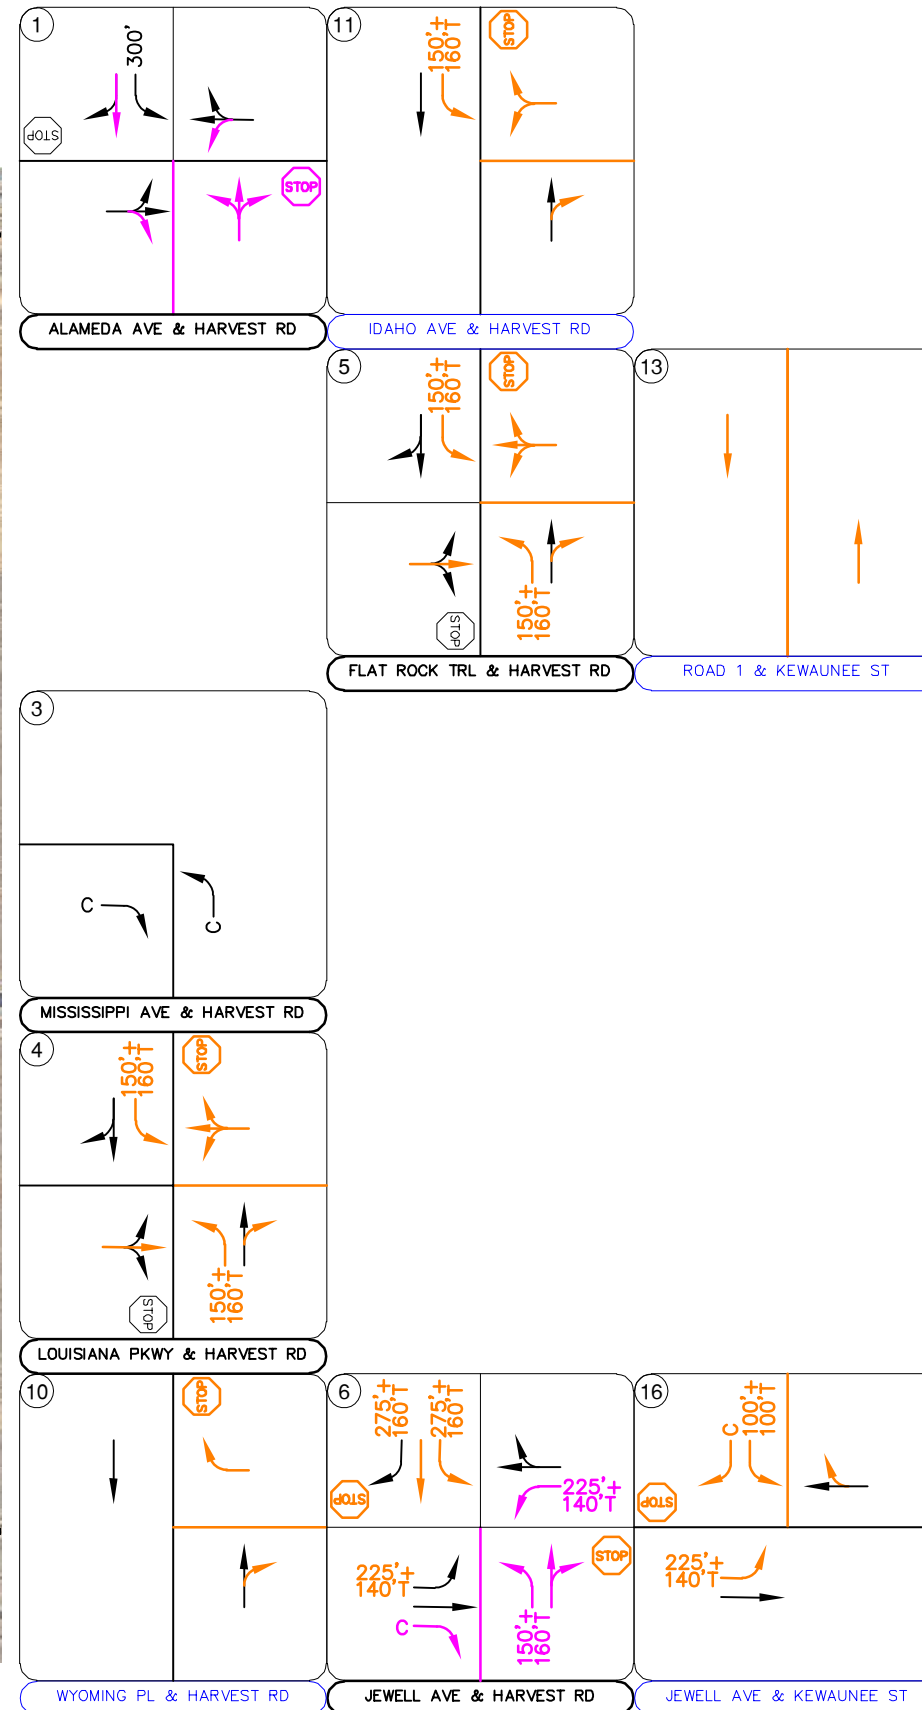 1
300'
STOP
STOP
ALAMEDA AVE & HARVEST RD
11
150'+
160'T
STOP
IDAHO AVE & HARVEST RD
5
150'+
160'T
STOP
STOP
150'+
160'T
FLAT ROCK TRL & HARVEST RD
13
ROAD 1 & KEWAUNEE ST
3
C
C
MISSISSIPPI AVE & HARVEST RD
4
150'+
160'T
STOP
STOP
150'+
160'T
LOUISIANA PKWY & HARVEST RD
10
STOP
WYOMING PL & HARVEST RD
6
275'+
160'T
275'+
160'T
STOP
225'+
140'T
225'+
140'T
STOP
C
150'+
160'T
JEWELL AVE & HARVEST RD
16
C
100'+
100'T
STOP
225'+
140'T
JEWELL AVE & KEWAUNEE ST